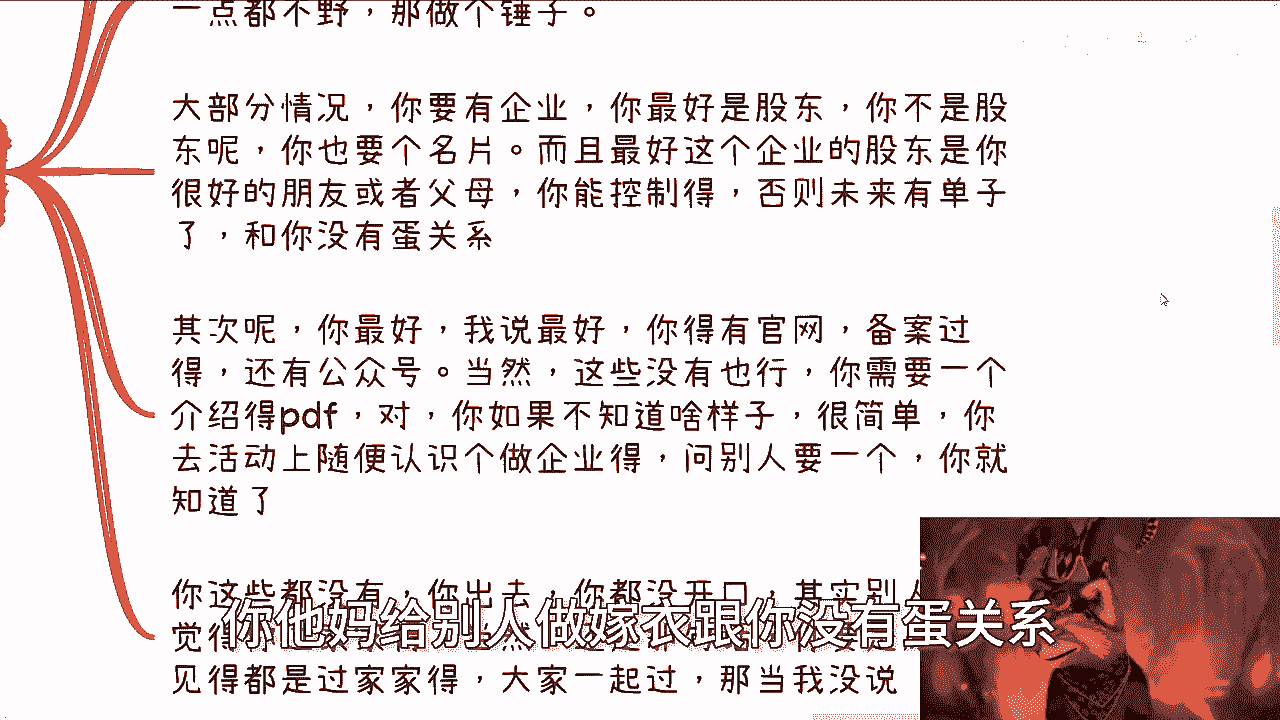 一点都不野，那做个锤子。
大部分情况，你要有企业，你最好是股东，你不是股
东呢，你也要个名片。而且最好这个企业的股东是你
很好的朋友或者父母，你能控制得，否则未来有单子
了，和你没有蛋关系
其次呢，你最好，我说最好，你得有官网，备案过
得，还有公众号。当然，这些没有也行，你需要一个
介绍得pdf，对，你如果不知道啥样子，很简单，你
去活动上随便认识个做企业得，问别人要一个，你就
知道了
你这些都没有，你出去，你都没开口，其实别人
觉得
你他妈给别人做嫁衣跟你没有蛋关系
见得都是过家家得，大家一起过，那当我没说